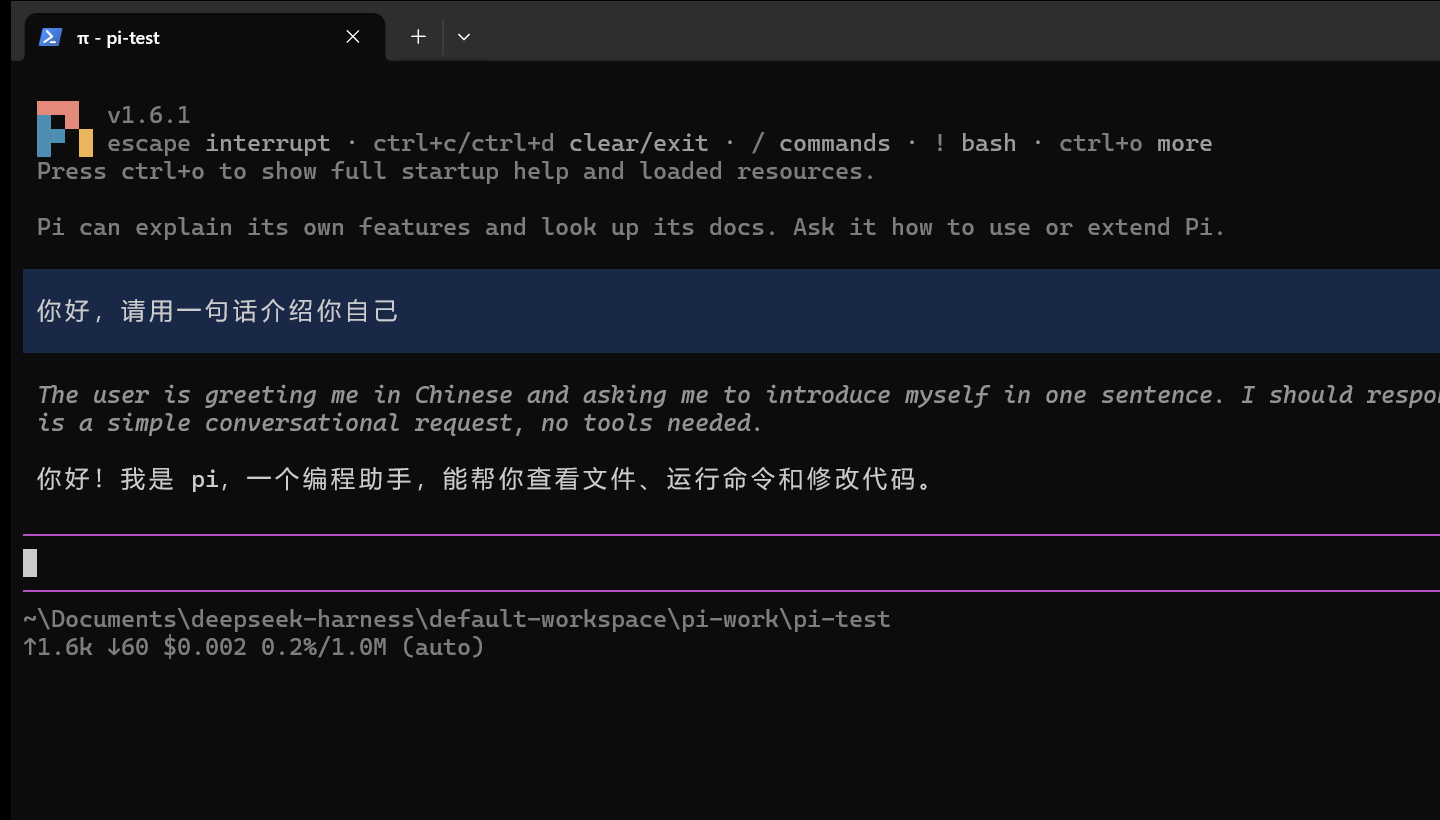 π - pi-test
v1.6.1
escape interrupt · ctrl+c/ctrl+d clear/exit · / commands · ! bash · ctrl+o more
Press ctrl+o to show full startup help and loaded resources.
Pi can explain its own features and look up its docs. Ask it how to use or extend Pi.
你好，请用一句话介绍你自己
The user is greeting me in Chinese and asking me to introduce myself in one sentence. I should
is a simple conversational request, no tools needed.
你好！我是 pi，一个编程助手，能帮你查看文件、运行命令和修改代码。
~\Documents\deepseek-harness\default-workspace\pi-work\pi-test
↑1.6k ↓60 $0.002 0.2%/1.0M (auto)